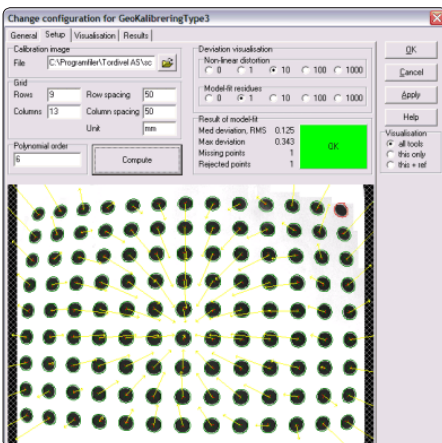 Change configuration for GeoKalibreringType3
General Setup Visualisation Results
Calibration image
File C:\Programfiler\Tordivel AS\sc
Grid
Rows 9 Row spacing 50
Columns 13 Column spacing 50
Unit mm
Polynomial order
6
Compute
Deviation visualisation
Non-linear distortion
0 1 10 100 1000
Model-fit residues
0 1 10 100 1000
Result of model-fit
Med deviation, RMS 0.125
Max deviation 0.343
Missing points 1
Rejected points 1
OK
OK
Cancel
Apply
Help
Visualisation
all tools
this only
this + ref